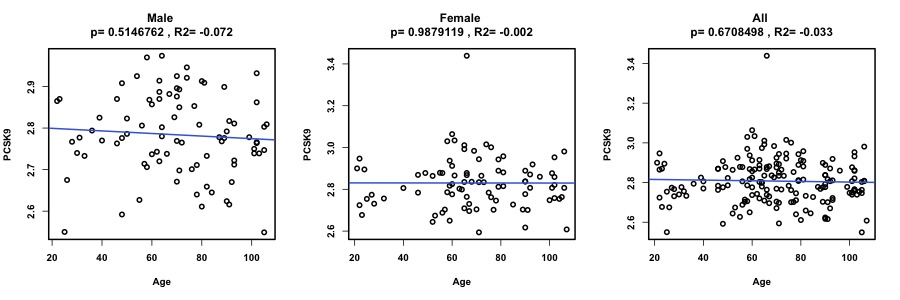 Male
p= 0.5146762 , R2= -0.072
PCSK9
2.9
2.8
2.7
2.6
20 40 60 80 100
Age
Female
p= 0.9879119 , R2= -0.002
PCSK9
3.4
3.2
3.0
2.8
2.6
20 40 60 80 100
Age
All
p= 0.6708498 , R2= -0.033
PCSK9
3.4
3.2
3.0
2.8
2.6
20 40 60 80 100
Age